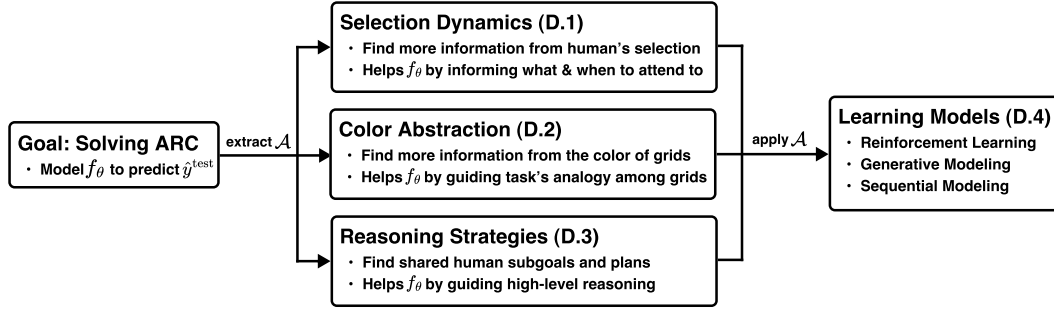 Goal: Solving ARC
· Model f_θ to predict ŷ^test
extract 𝒜
Selection Dynamics (D.1)
· Find more information from human's selection
· Helps f_θ by informing what & when to attend to
Color Abstraction (D.2)
· Find more information from the color of grids
· Helps f_θ by guiding task's analogy among grids
Reasoning Strategies (D.3)
· Find shared human subgoals and plans
· Helps f_θ by guiding high-level reasoning
apply 𝒜
Learning Models (D.4)
· Reinforcement Learning
· Generative Modeling
· Sequential Modeling